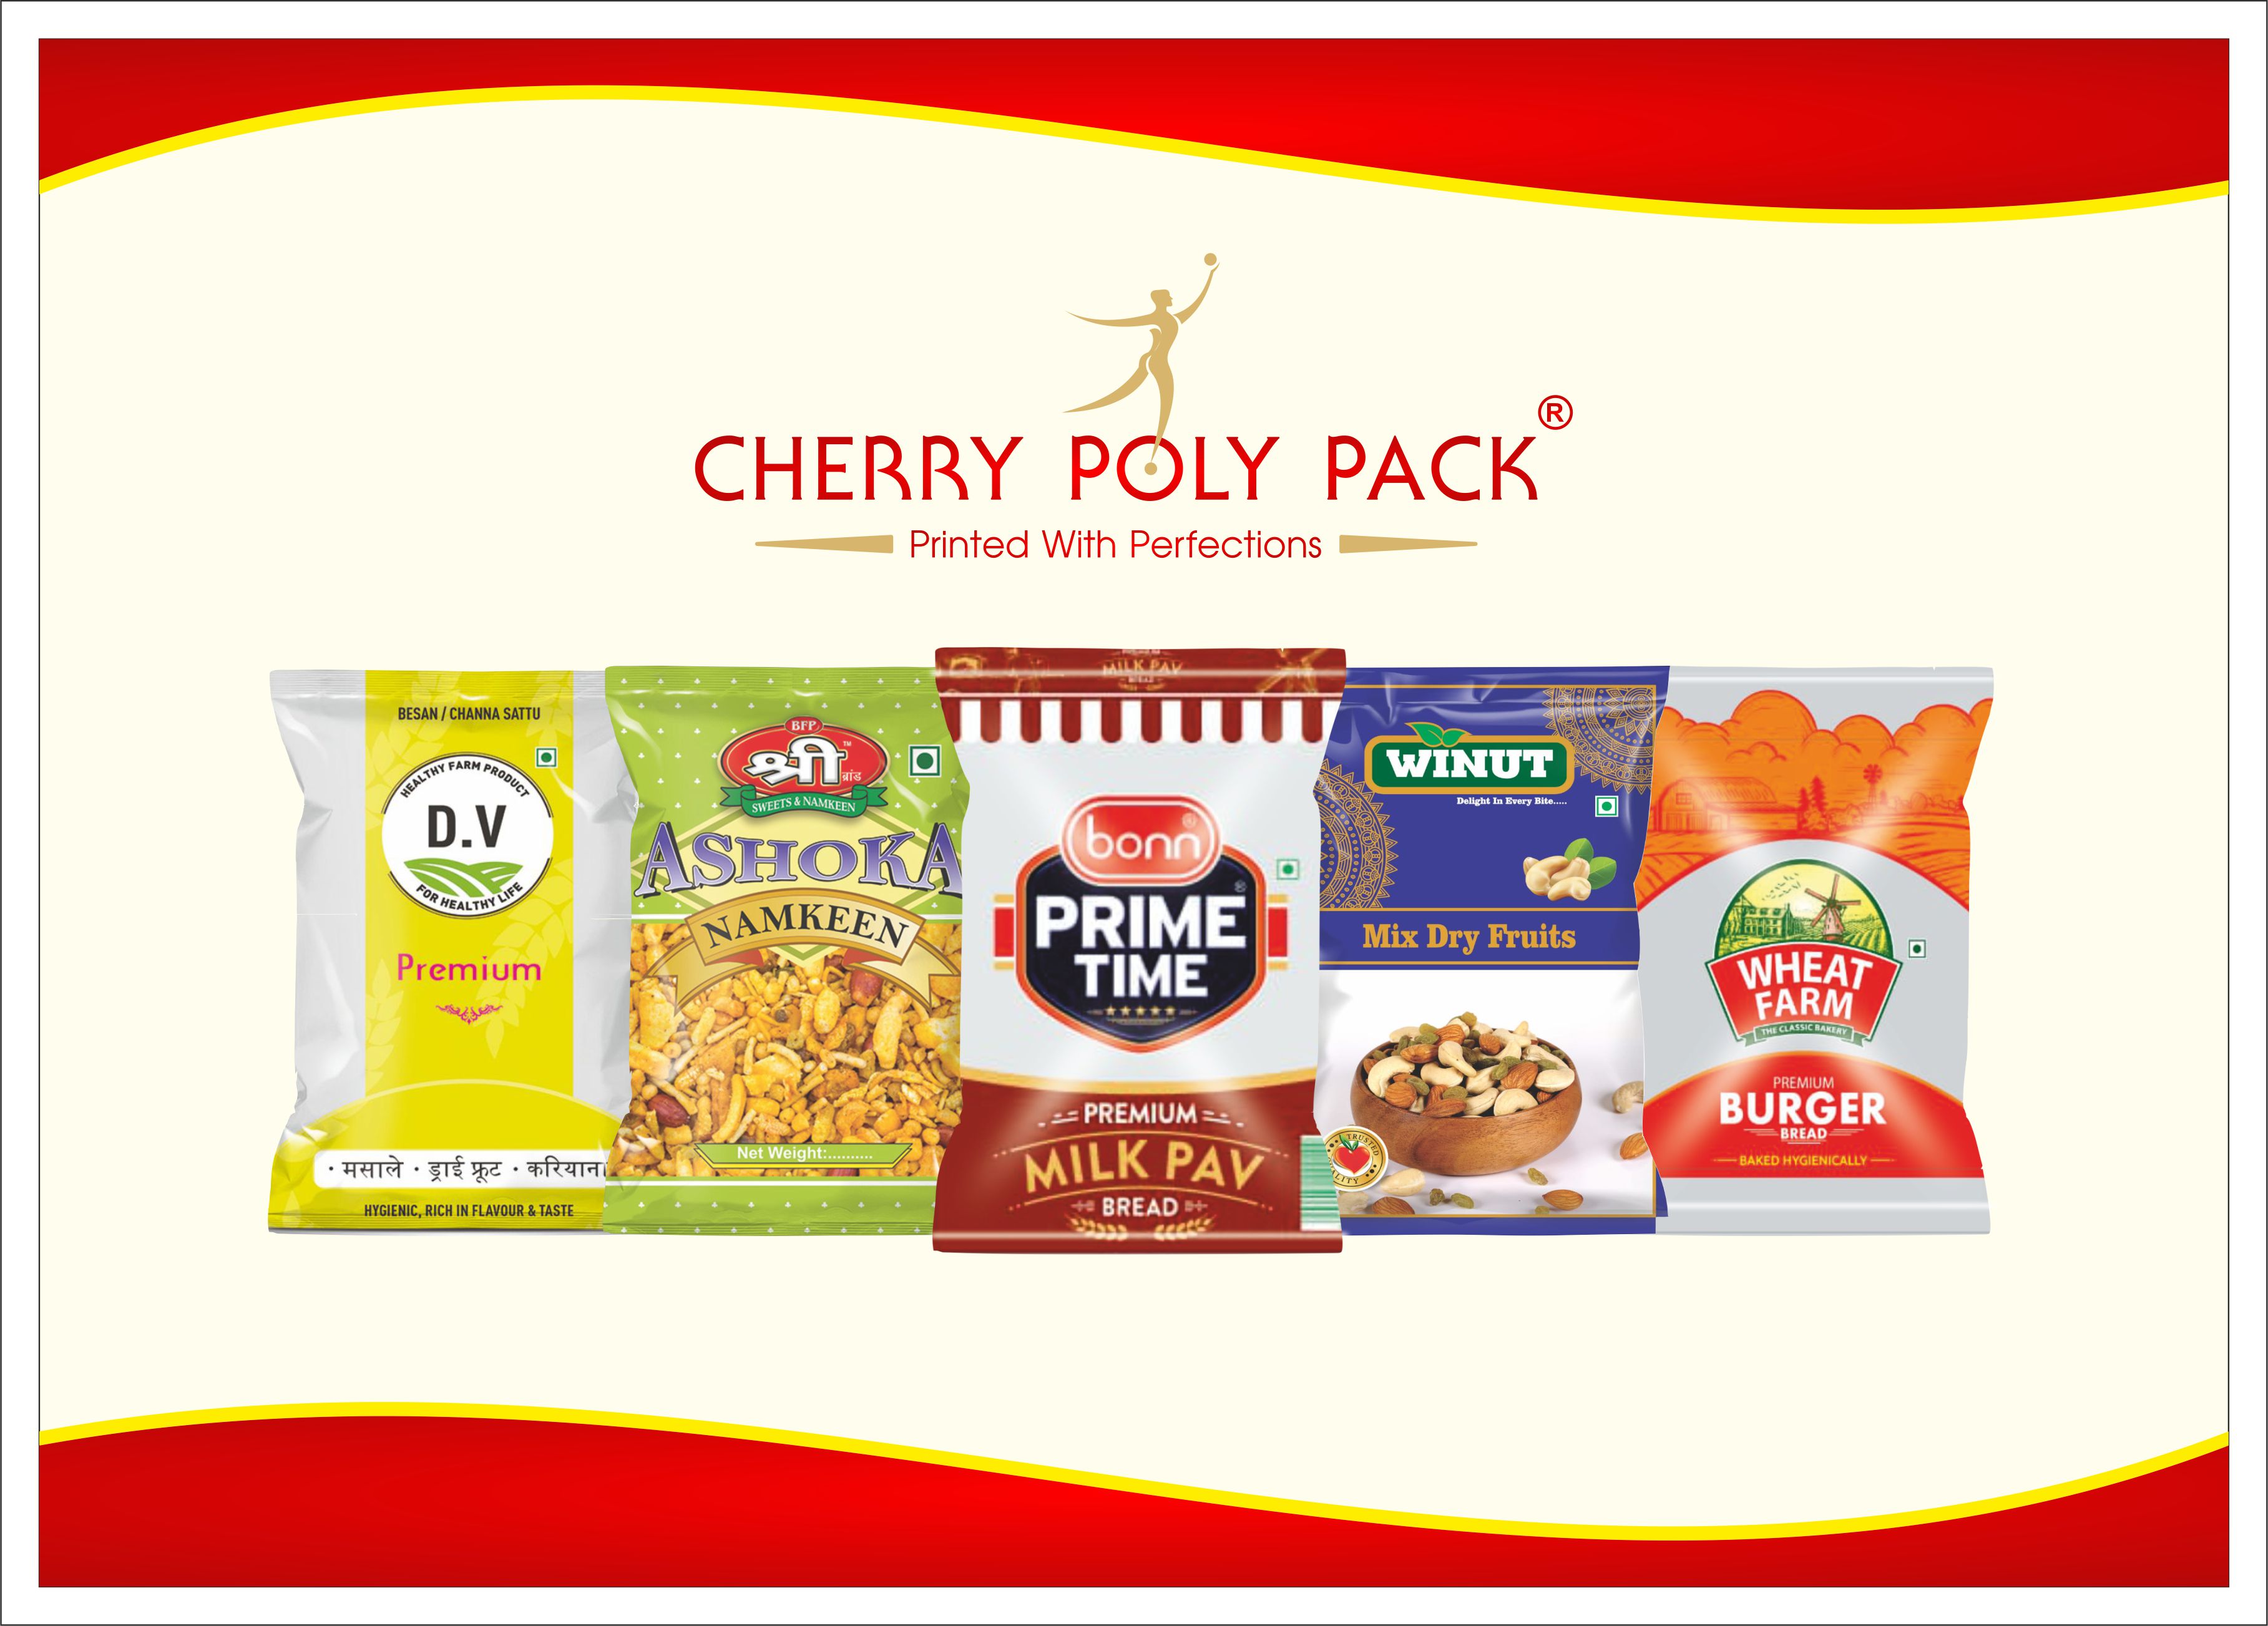 CHERRY POLY PACK®
Printed With Perfections
BESAN / CHANNA SATTU
HEALTHY FARM PRODUCT
D.V
FOR HEALTHY LIFE
Premium
· मसाले · ड्राई फ्रूट · करियाना
HYGIENIC, RICH IN FLAVOUR & TASTE
BFP
श्री ™
ब्रांड
SWEETS & NAMKEEN
ASHOKA
NAMKEEN
Net Weight:..........
MILK PAV
BREAD
bonn®
PRIME
TIME®
PREMIUM
MILK PAV
BREAD
WINUT
Delight In Every Bite.....
Mix Dry Fruits
TRUSTED
WHEAT
FARM
THE CLASSIC BAKERY
PREMIUM
BURGER
BREAD
BAKED HYGIENICALLY